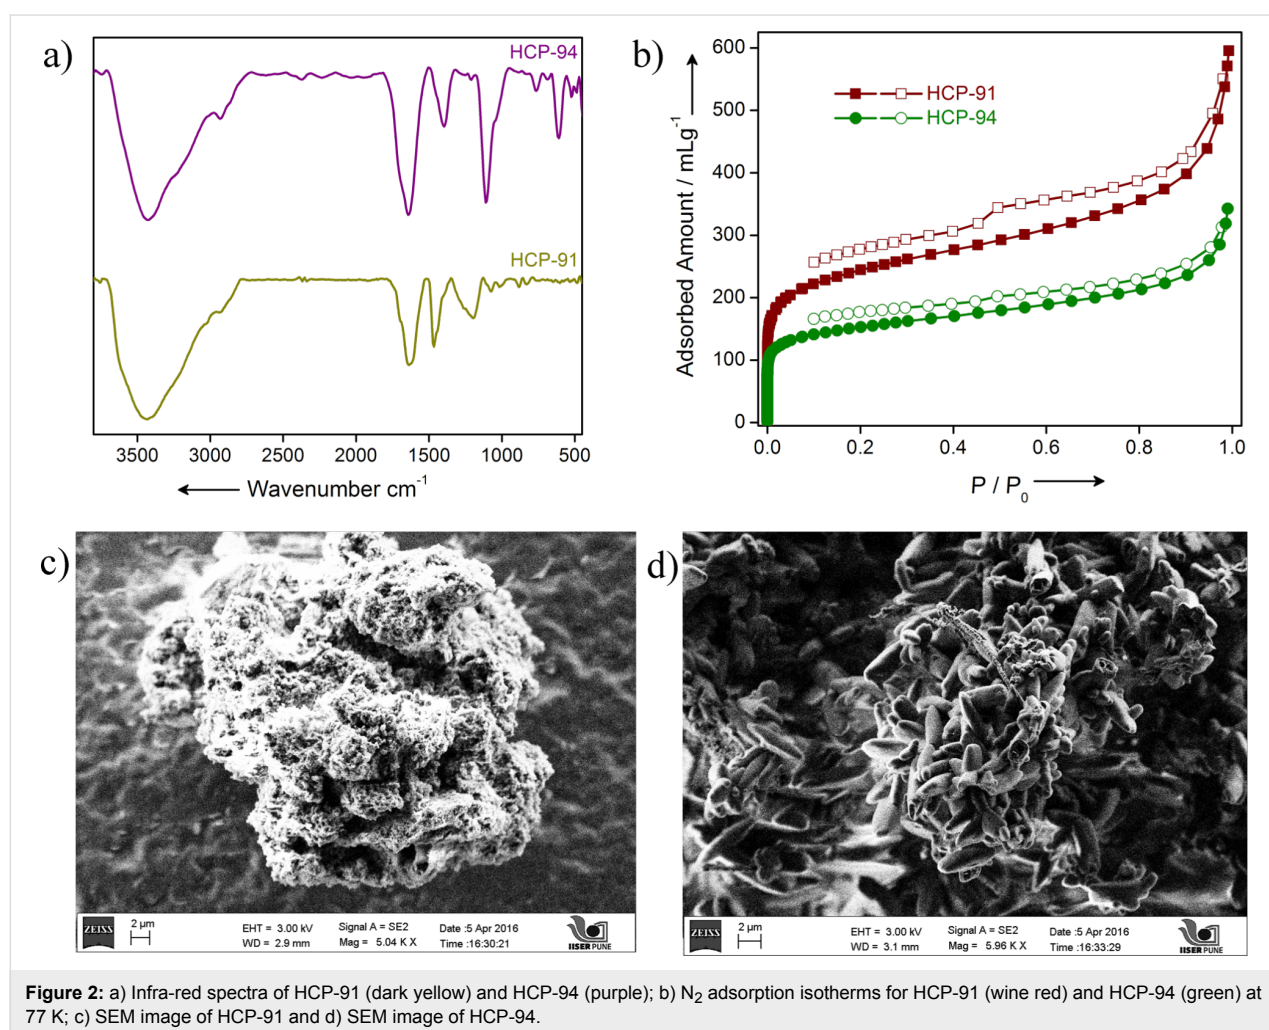 a)
HCP-94
HCP-91
3500 3000 2500 2000 1500 1000 500
Wavenumber cm-1
b)
600
500
400
300
200
100
0
Adsorbed Amount / mLg-1
HCP-91
HCP-94
0.0 0.2 0.4 0.6 0.8 1.0
P / P0
c)
ZEISS
2 µm
EHT = 3.00 kV Signal A = SE2 Date :5 Apr 2016
WD = 2.9 mm Mag = 5.04 K X Time :16:30:21
IISER PUNE
d)
ZEISS
2 µm
EHT = 3.00 kV Signal A = SE2 Date :5 Apr 2016
WD = 3.1 mm Mag = 5.96 K X Time :16:33:29
IISER PUNE
Figure 2: a) Infra-red spectra of HCP-91 (dark yellow) and HCP-94 (purple); b) N2 adsorption isotherms for HCP-91 (wine red) and HCP-94 (green) at
77 K; c) SEM image of HCP-91 and d) SEM image of HCP-94.